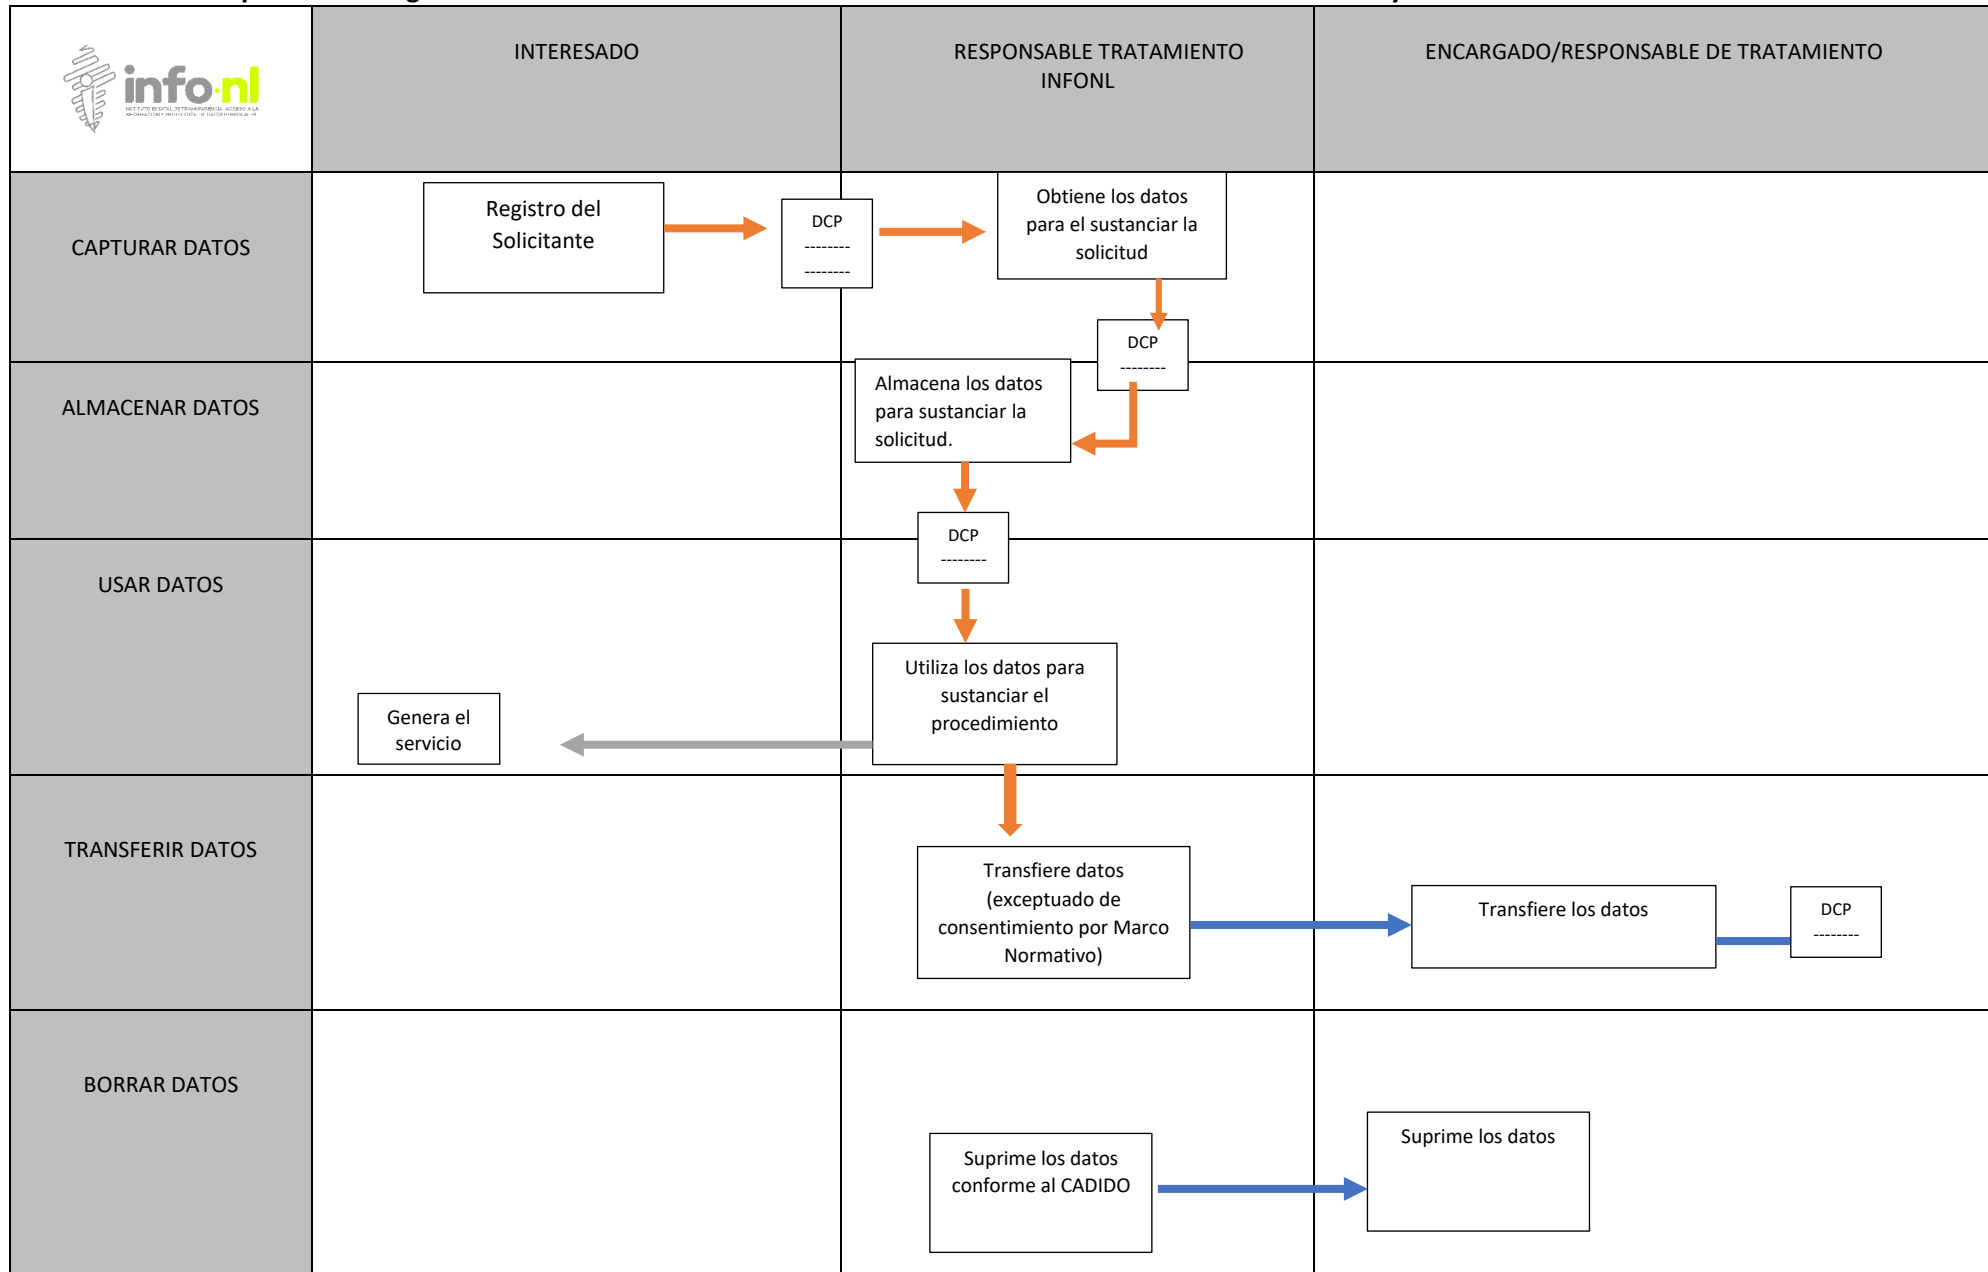 INTERESADO
RESPONSABLE TRATAMIENTO
INFONL
ENCARGADO/RESPONSABLE DE TRATAMIENTO
info.nl
CAPTURAR DATOS
Registro del
Solicitante
DCP
--------
--------
Obtiene los datos
para el sustanciar la
solicitud
DCP
--------
ALMACENAR DATOS
Almacena los datos
para sustanciar la
solicitud.
DCP
--------
USAR DATOS
Utiliza los datos para
sustanciar el
procedimiento
Genera el
servicio
TRANSFERIR DATOS
Transfiere datos
(exceptuado de
consentimiento por Marco
Normativo)
Transfiere los datos
DCP
--------
BORRAR DATOS
Suprime los datos
conforme al CADIDO
Suprime los datos